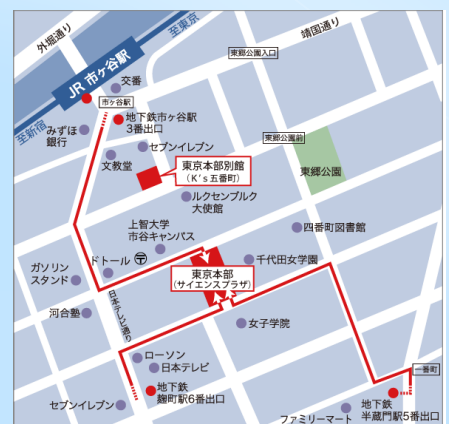 外堀通り
至東京
靖国通り
JR 市ヶ谷駅
東郷公園入口
交番
市ヶ谷駅
至新宿
みずほ
銀行
地下鉄市ヶ谷駅
3番出口
東郷公園前
セブンイレブン
文教堂
東京本部別館
(K's五番町)
東郷公園
ルクセンブルク
大使館
上智大学
市谷キャンパス
四番町図書館
ドトール
〒
千代田女学園
ガソリン
スタンド
東京本部
(サイエンスプラザ)
日本テレビ通り
河合塾
女子学院
ローソン
日本テレビ
一番町
地下鉄
麹町駅6番出口
セブンイレブン
地下鉄
半蔵門駅5番出口
ファミリーマート